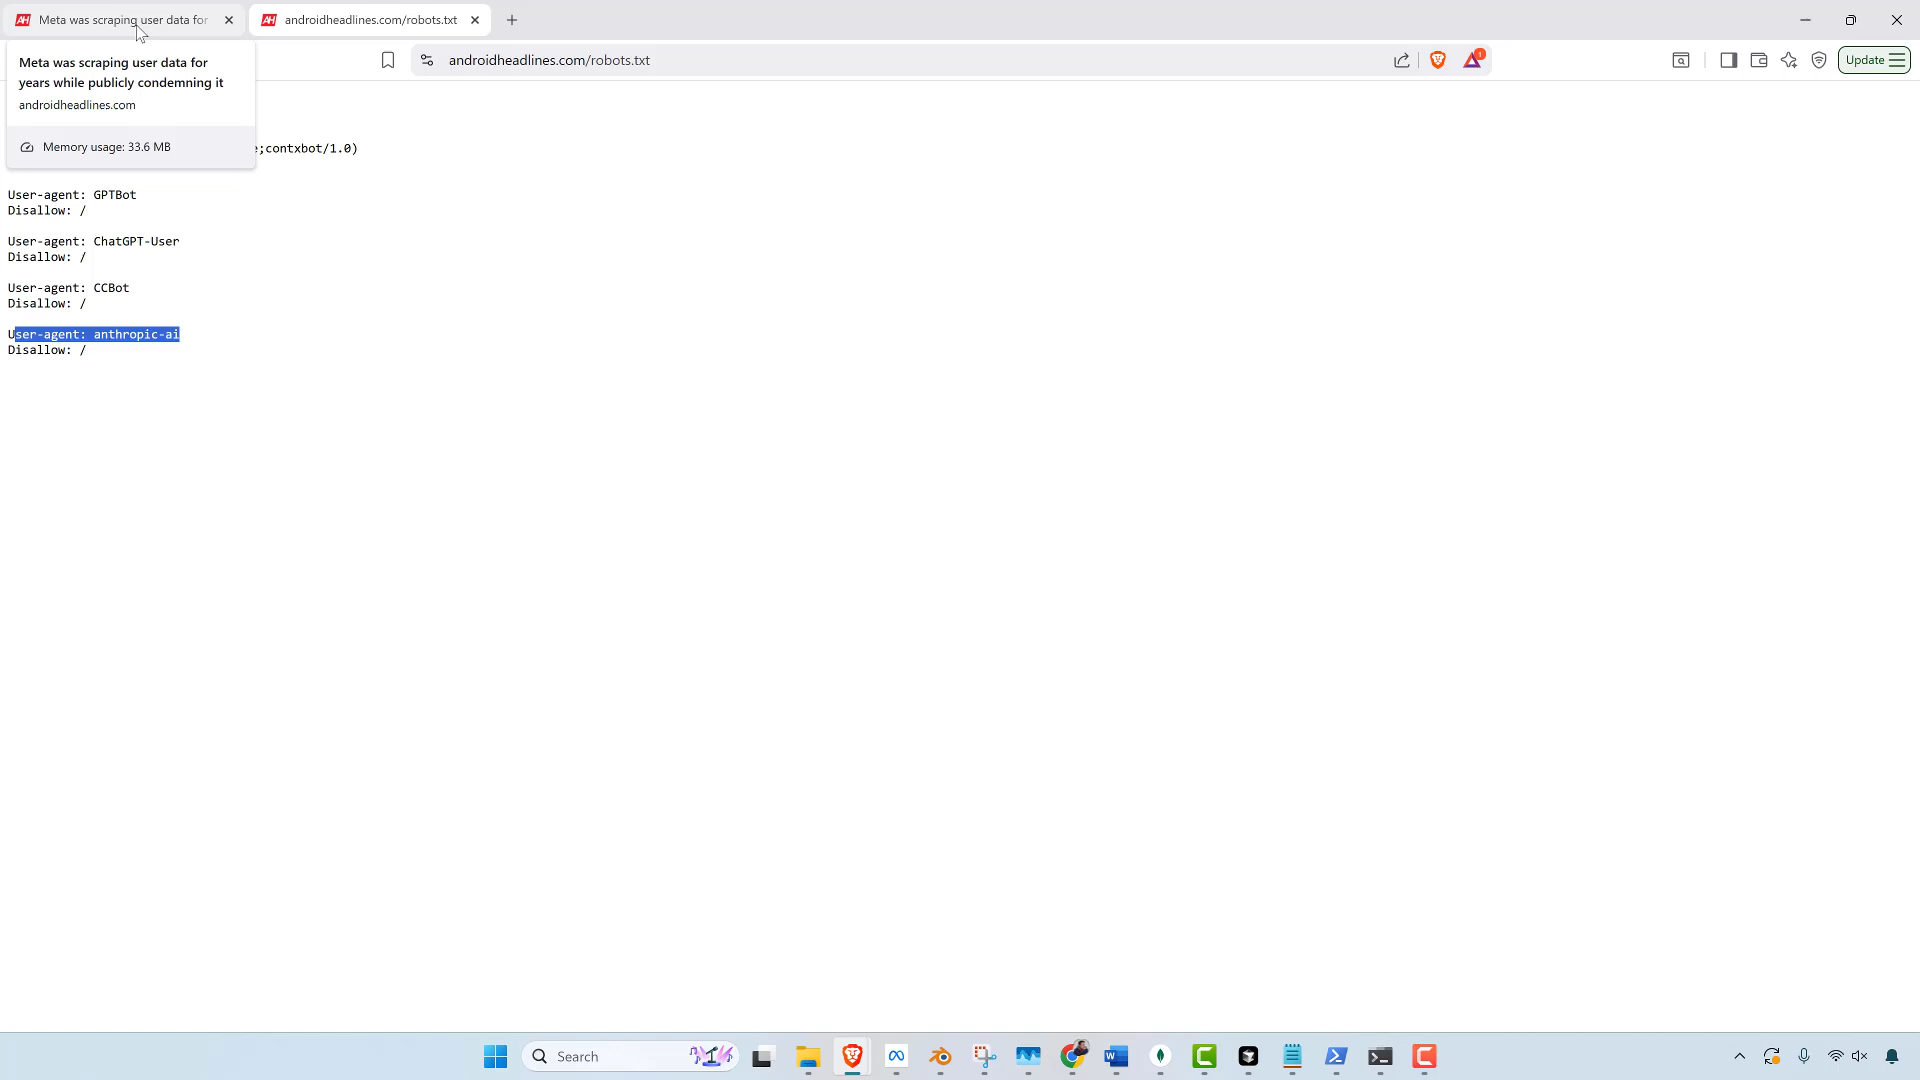 Meta was scraping user data for
androidheadlines.com/robots.txt
androidheadlines.com/robots.txt
1
Update
Meta was scraping user data for
years while publicly condemning it
androidheadlines.com
Memory usage: 33.6 MB
;contxbot/1.0)
User-agent: GPTBot
Disallow: /
User-agent: ChatGPT-User
Disallow: /
User-agent: CCBot
Disallow: /
User-agent: anthropic-ai
Disallow: /
Search